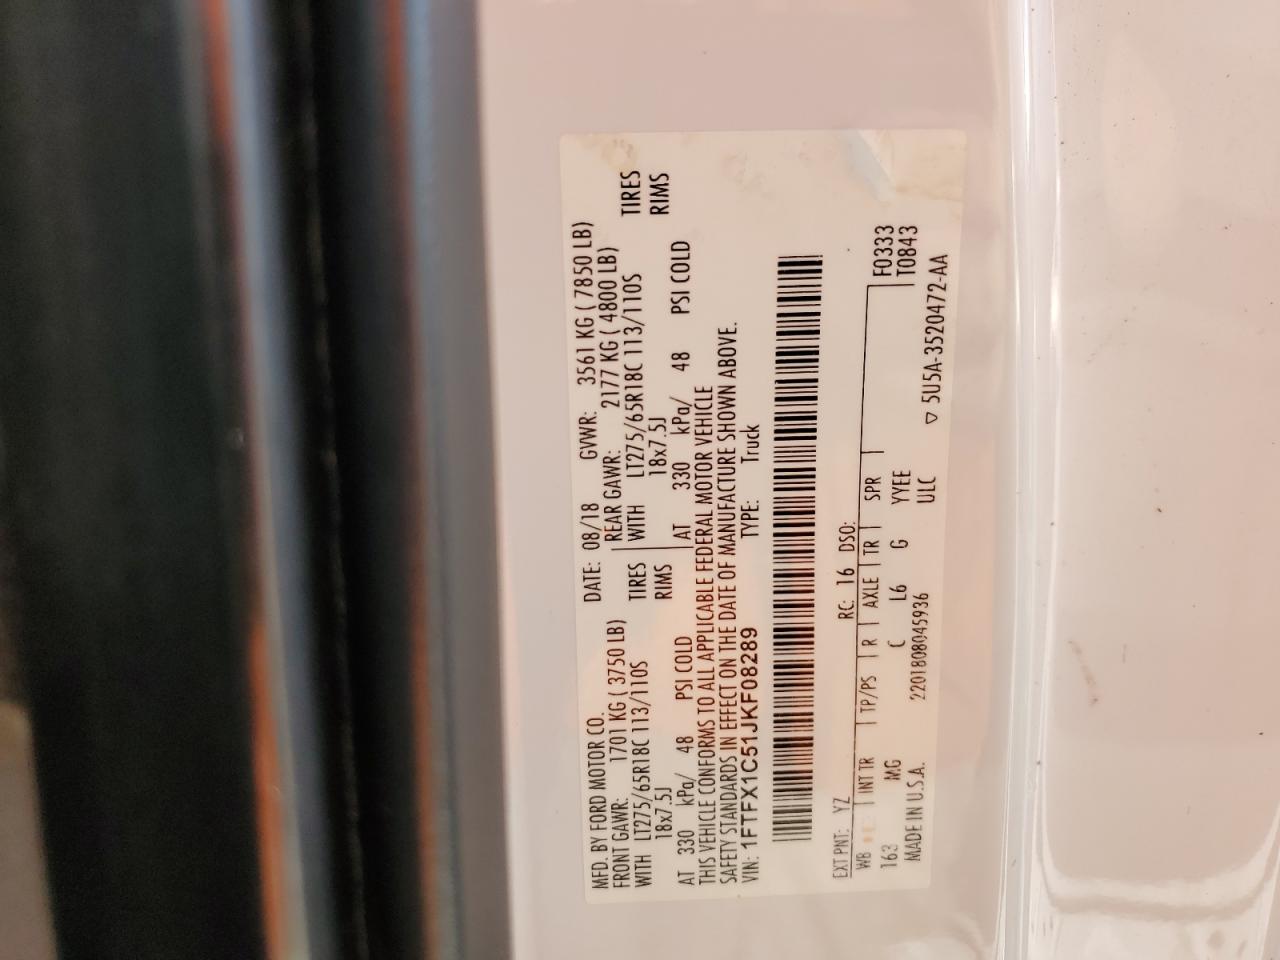 MFD. BY FORD MOTOR CO. DATE: 08/18 GVWR: 3561 KG ( 7850 LB)
FRONT GAWR: 1701 KG ( 3750 LB) REAR GAWR: 2177 KG ( 4800 LB)
WITH LT275/65R18C 113/110S TIRES WITH LT275/65R18C 113/110S TIRES
18x7.5J RIMS 18x7.5J RIMS
AT 330 kPa/ 48 PSI COLD AT 330 kPa/ 48 PSI COLD
THIS VEHICLE CONFORMS TO ALL APPLICABLE FEDERAL MOTOR VEHICLE
SAFETY STANDARDS IN EFFECT ON THE DATE OF MANUFACTURE SHOWN ABOVE.
VIN: 1FTFX1C51JKF08289 TYPE: Truck
EXT PNT: YZ RC: 16 DSO:
WB INT TR TP/PS R AXLE TR SPR F0333
163 MG C L6 G YYEE T0843
MADE IN U.S.A. 2201808045936 ULC
▽ 5U5A-3520472-AA